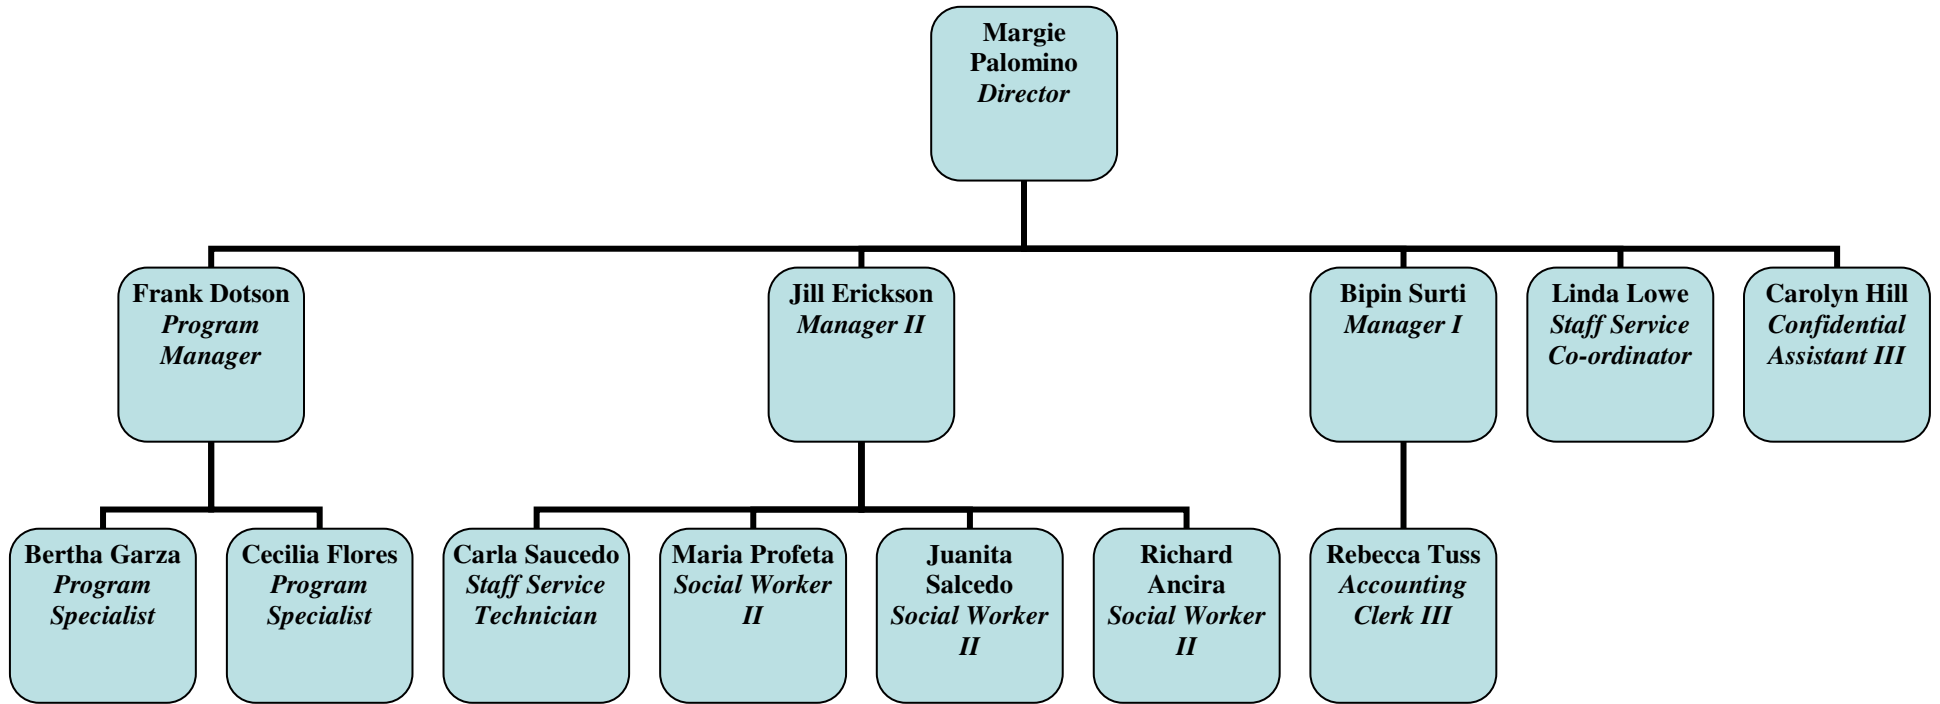 Margie
Palomino
Director
Frank Dotson
Program
Manager
Jill Erickson
Manager II
Bipin Surti
Manager I
Linda Lowe
Staff Service
Co-ordinator
Carolyn Hill
Confidential
Assistant III
Bertha Garza
Program
Specialist
Cecilia Flores
Program
Specialist
Carla Saucedo
Staff Service
Technician
Maria Profeta
Social Worker
II
Juanita
Salcedo
Social Worker
II
Richard
Ancira
Social Worker
II
Rebecca Tuss
Accounting
Clerk III